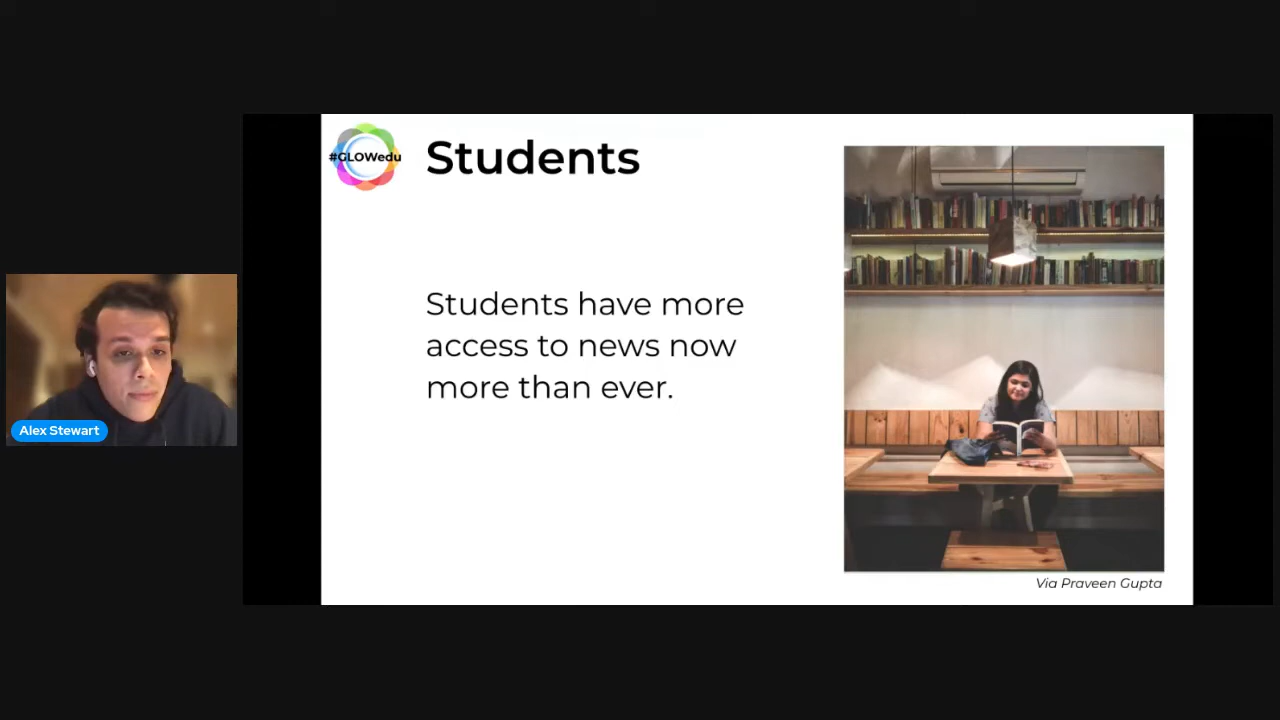 #GLOWedu
Students
Students have more
access to news now
more than ever.
Alex Stewart
Via Praveen Gupta